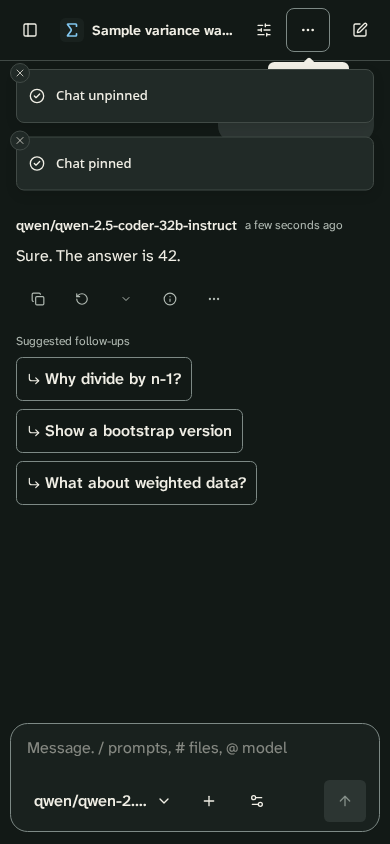 Sample variance wa...
Chat unpinned
Chat pinned
qwen/qwen-2.5-coder-32b-instruct a few seconds ago
Sure. The answer is 42.
Suggested follow-ups
Why divide by n-1?
Show a bootstrap version
What about weighted data?
Message. / prompts, # files, @ model
qwen/qwen-2....